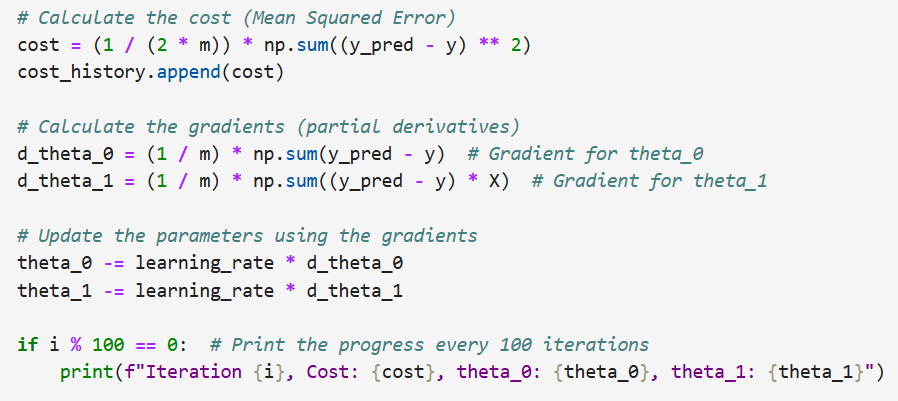 # Calculate the cost (Mean Squared Error)
cost = (1 / (2 * m)) * np.sum((y_pred - y) ** 2)
cost_history.append(cost)

# Calculate the gradients (partial derivatives)
d_theta_0 = (1 / m) * np.sum(y_pred - y)  # Gradient for theta_0
d_theta_1 = (1 / m) * np.sum((y_pred - y) * X)  # Gradient for theta_1

# Update the parameters using the gradients
theta_0 -= learning_rate * d_theta_0
theta_1 -= learning_rate * d_theta_1

if i % 100 == 0:  # Print the progress every 100 iterations
    print(f"Iteration {i}, Cost: {cost}, theta_0: {theta_0}, theta_1: {theta_1}")